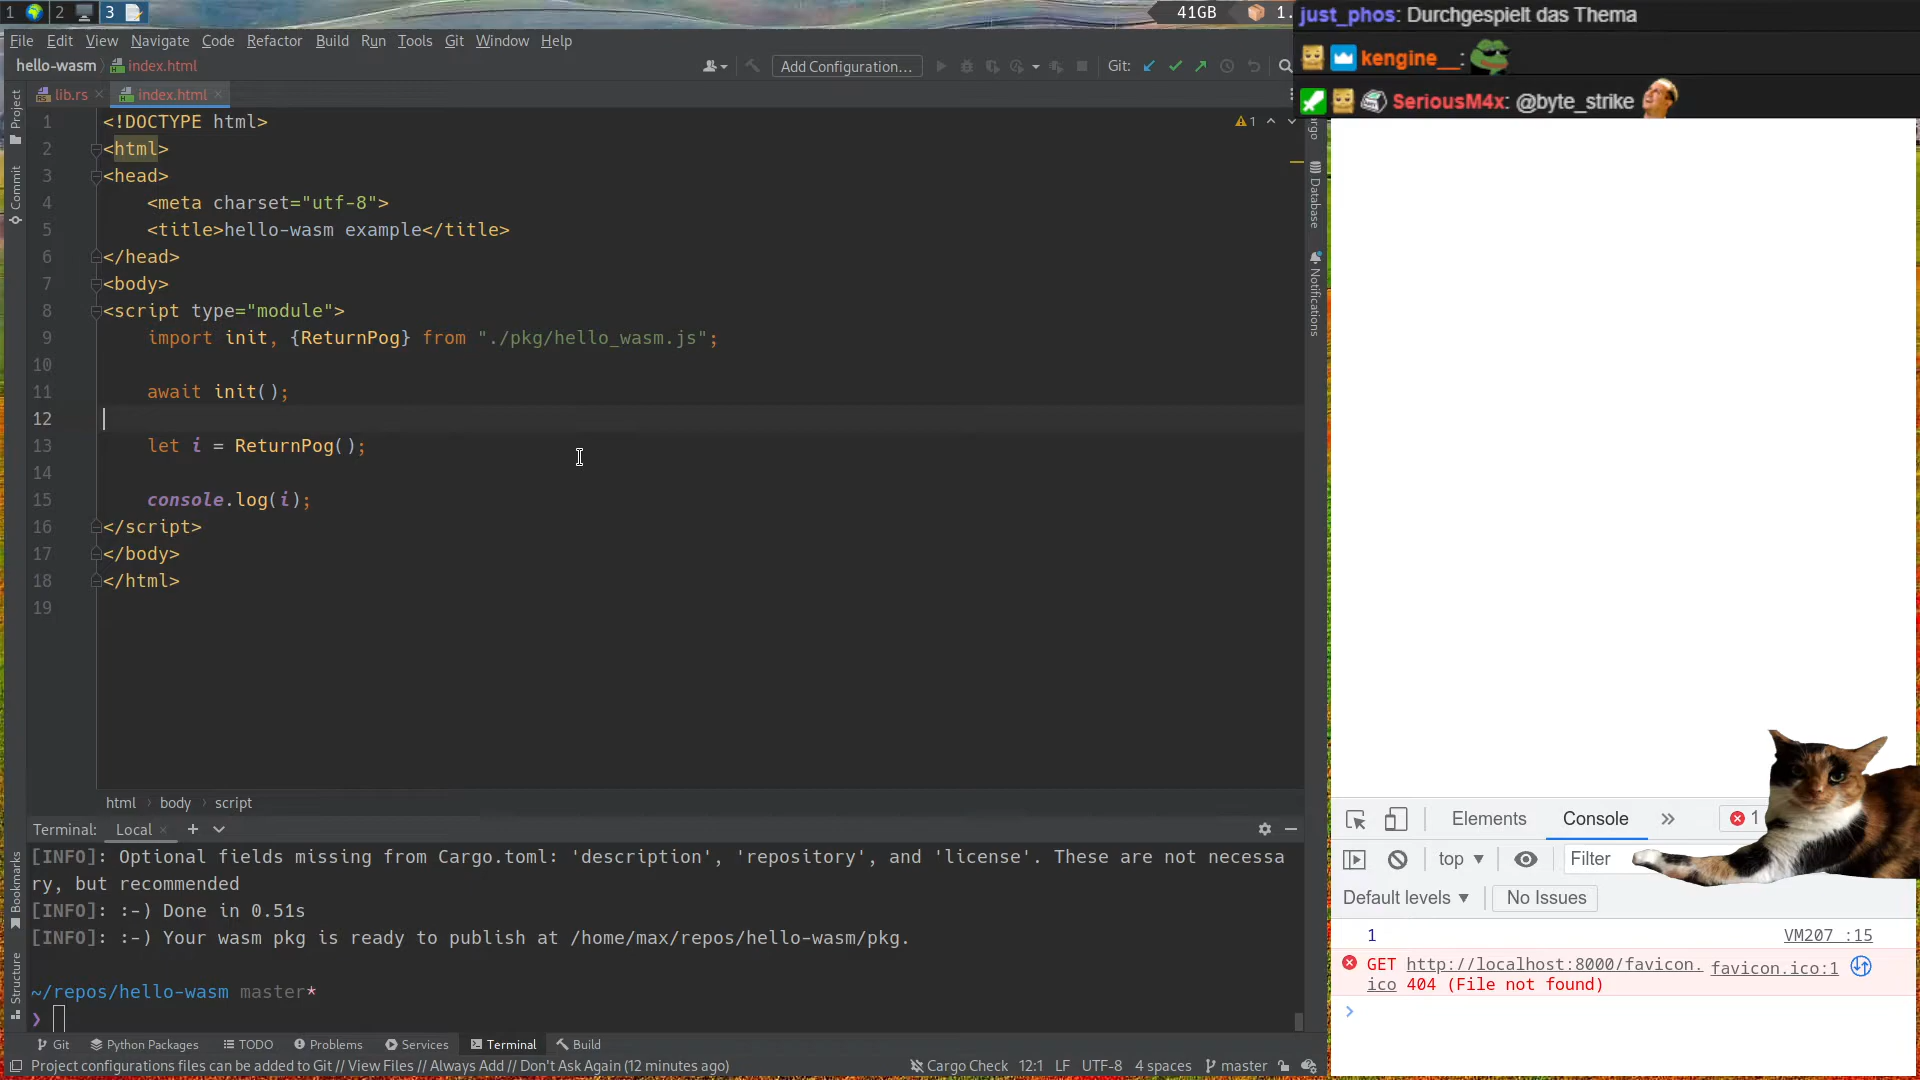 1 2 3 41GB 1.
File Edit View Navigate Code Refactor Build Run Tools Git Window Help
hello-wasm index.html Add Configuration... Git:
lib.rs index.html
1 <!DOCTYPE html>
2 <html>
3 <head>
4 <meta charset="utf-8">
5 <title>hello-wasm example</title>
6 </head>
7 <body>
8 <script type="module">
9 import init, {ReturnPog} from "./pkg/hello_wasm.js";
10
11 await init();
12
13 let i = ReturnPog();
14
15 console.log(i);
16 </script>
17 </body>
18 </html>
19
1
Project
Commit
Bookmarks
Structure
Database
Notifications
html body script
Terminal: Local
[INFO]: Optional fields missing from Cargo.toml: 'description', 'repository', and 'license'. These are not necessa
ry, but recommended
[INFO]: :-) Done in 0.51s
[INFO]: :-) Your wasm pkg is ready to publish at /home/max/repos/hello-wasm/pkg.
~/repos/hello-wasm master*
❯
Git Python Packages TODO Problems Services Terminal Build
Project configurations files can be added to Git // View Files // Always Add // Don't Ask Again (12 minutes ago) Cargo Check 12:1 LF UTF-8 4 spaces master
just_phos: Durchgespielt das Thema
kengine__:
SeriousM4x: @byte_strike
Elements Console 1
top Filter
Default levels No Issues
1 VM207 :15
GET http://localhost:8000/favicon. favicon.ico:1
ico 404 (File not found)